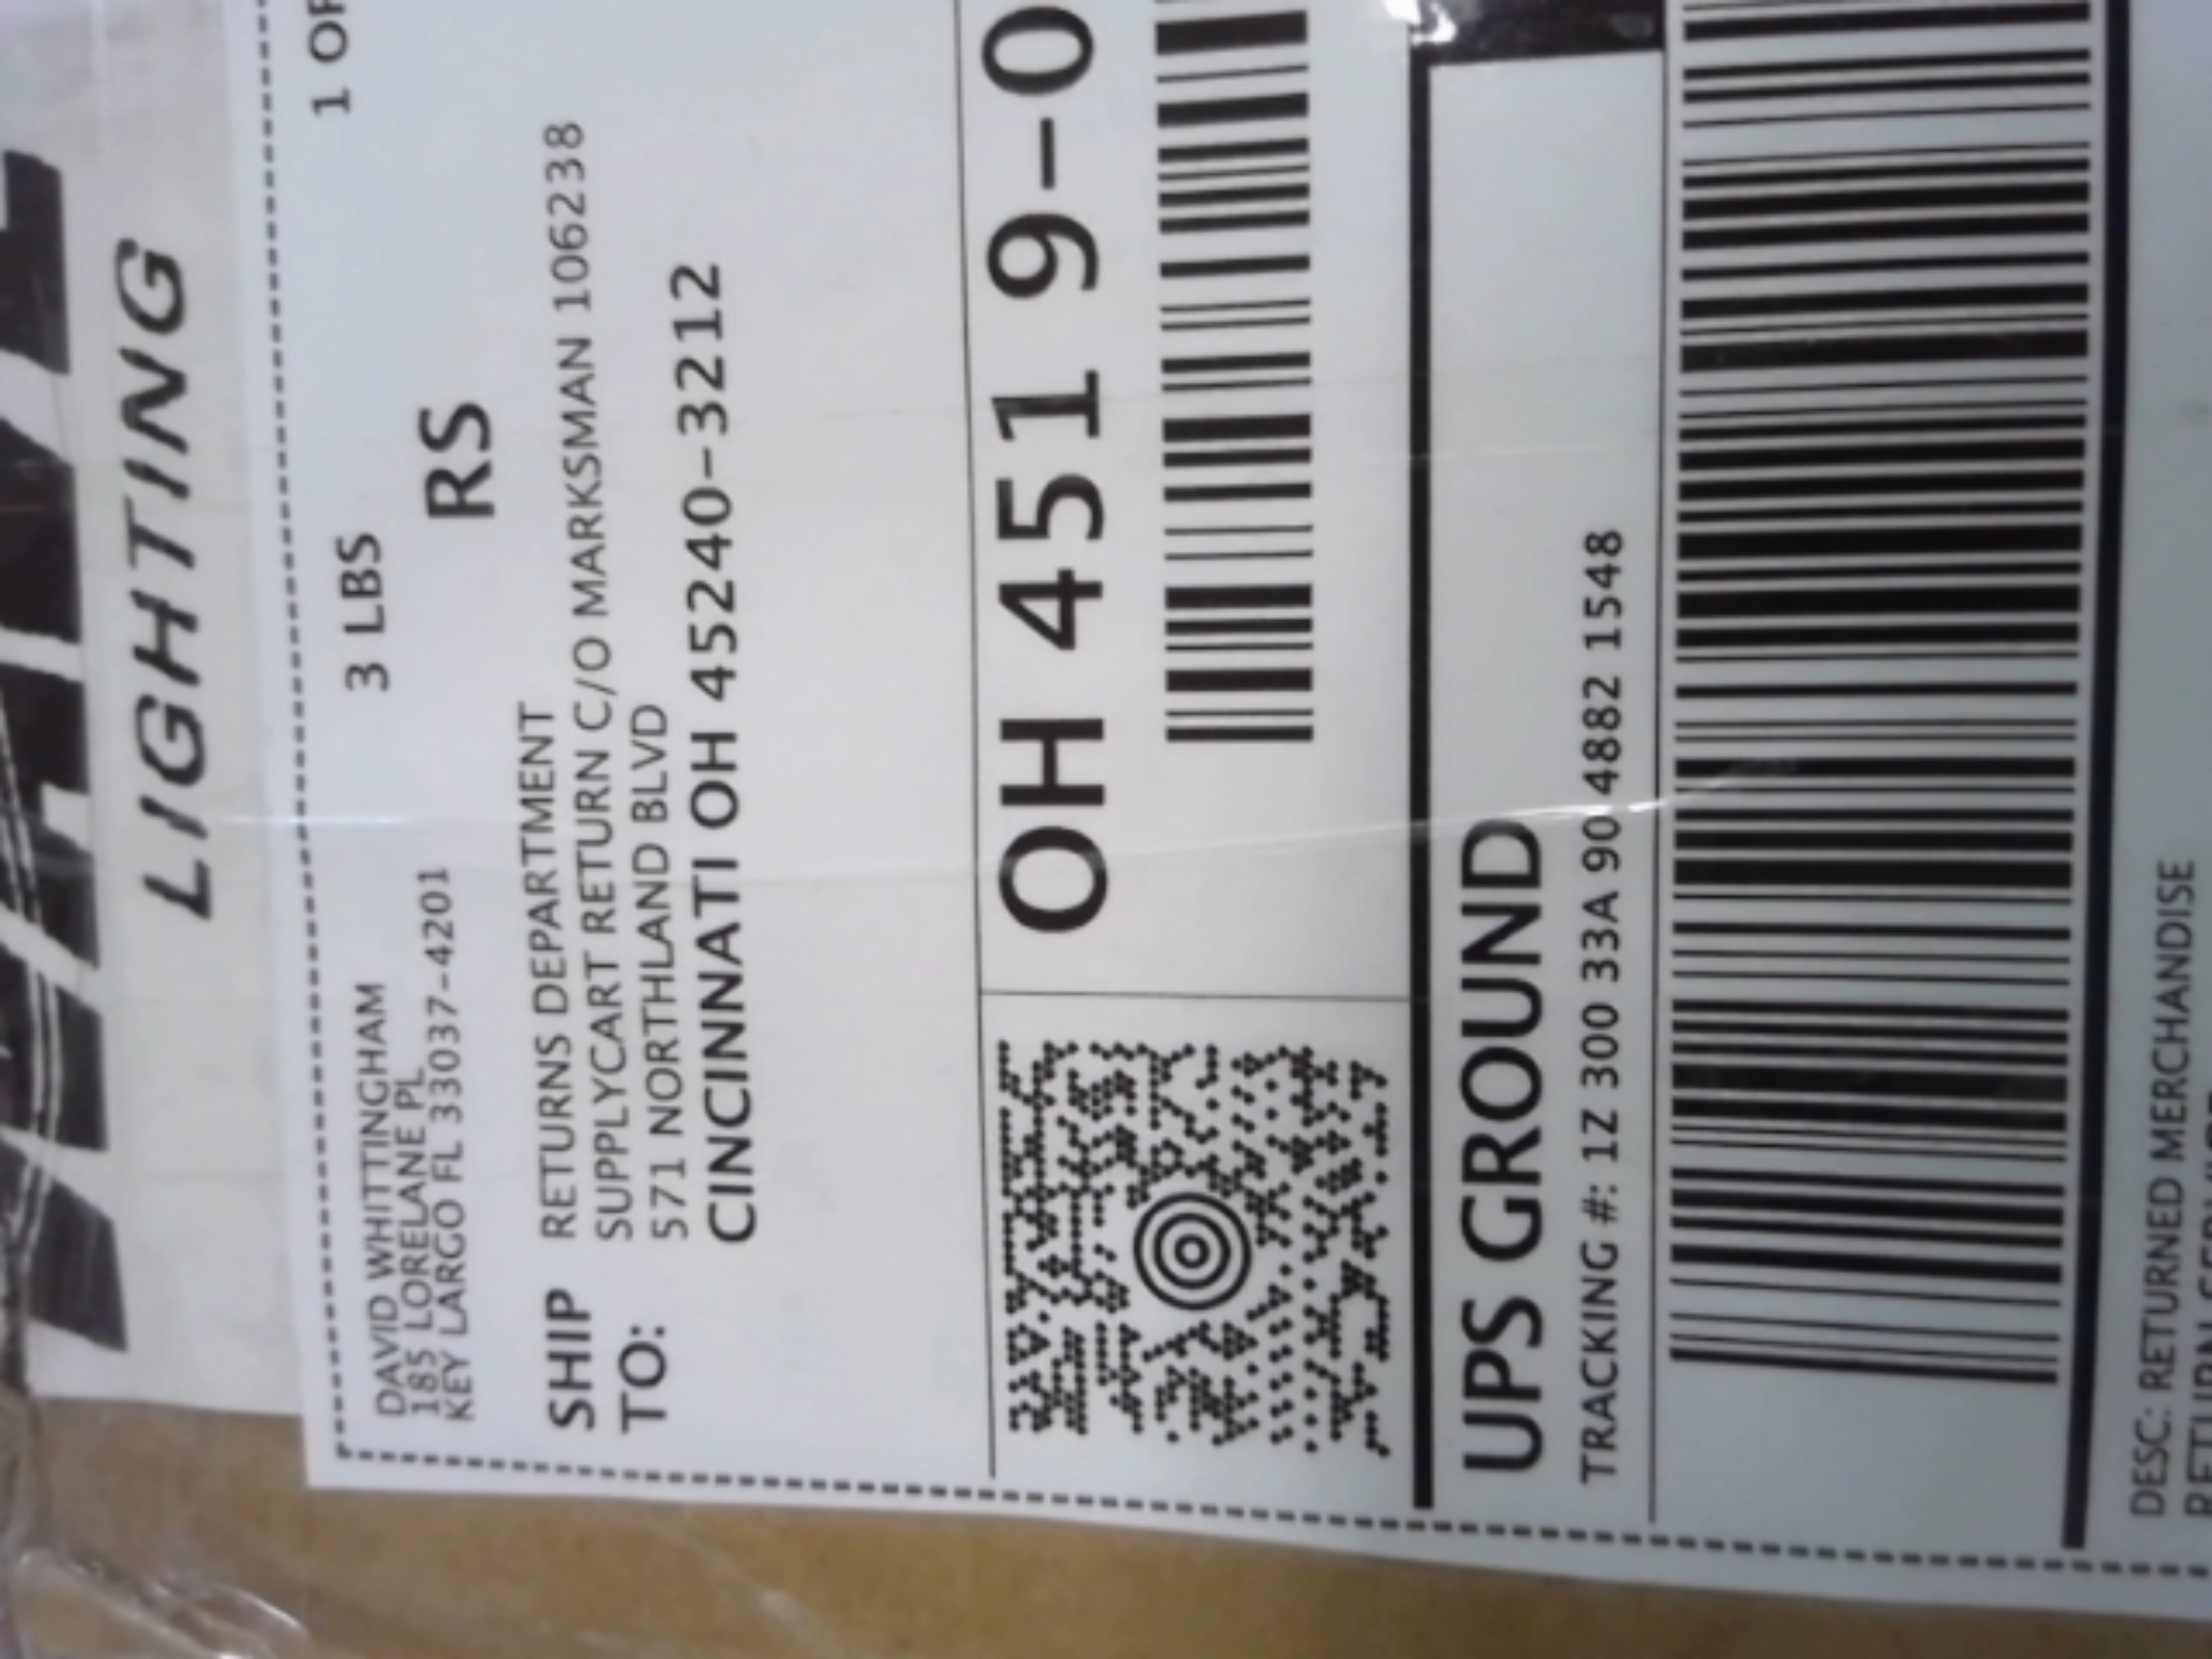 LIGHTING
DAVID WHITTINGHAM
185 LORELANE PL
KEY LARGO FL 33037-4201
3 LBS
1 OF
RS
SHIP TO:
RETURNS DEPARTMENT
SUPPLYCART RETURN C/O MARKSMAN 106238
571 NORTHLAND BLVD
CINCINNATI OH 45240-3212
OH 451 9-0
UPS GROUND
TRACKING #: 1Z 300 33A 90 4882 1548
DESC: RETURNED MERCHANDISE
RETURN